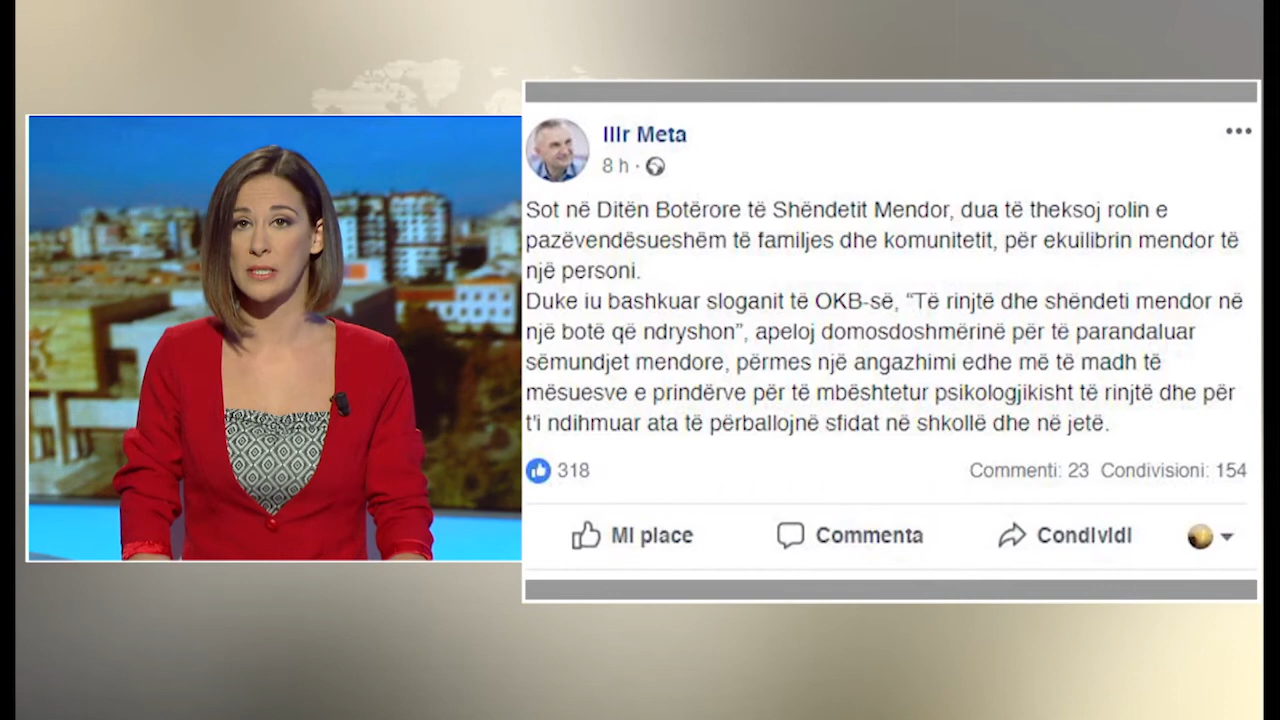 Ilir Meta
8 h ·
Sot në Ditën Botërore të Shëndetit Mendor, dua të theksoj rolin e
pazëvendësueshëm të familjes dhe komunitetit, për ekuilibrin mendor të
një personi.
Duke iu bashkuar sloganit të OKB-së, “Të rinjtë dhe shëndeti mendor në
një botë që ndryshon”, apeloj domosdoshmërinë për të parandaluar
sëmundjet mendore, përmes një angazhimi edhe më të madh të
mësuesve e prindërve për të mbështetur psikologjikisht të rinjtë dhe për
t'i ndihmuar ata të përballojnë sfidat në shkollë dhe në jetë.
318
Commenti: 23 Condivisioni: 154
Mi piace
Commenta
Condividi